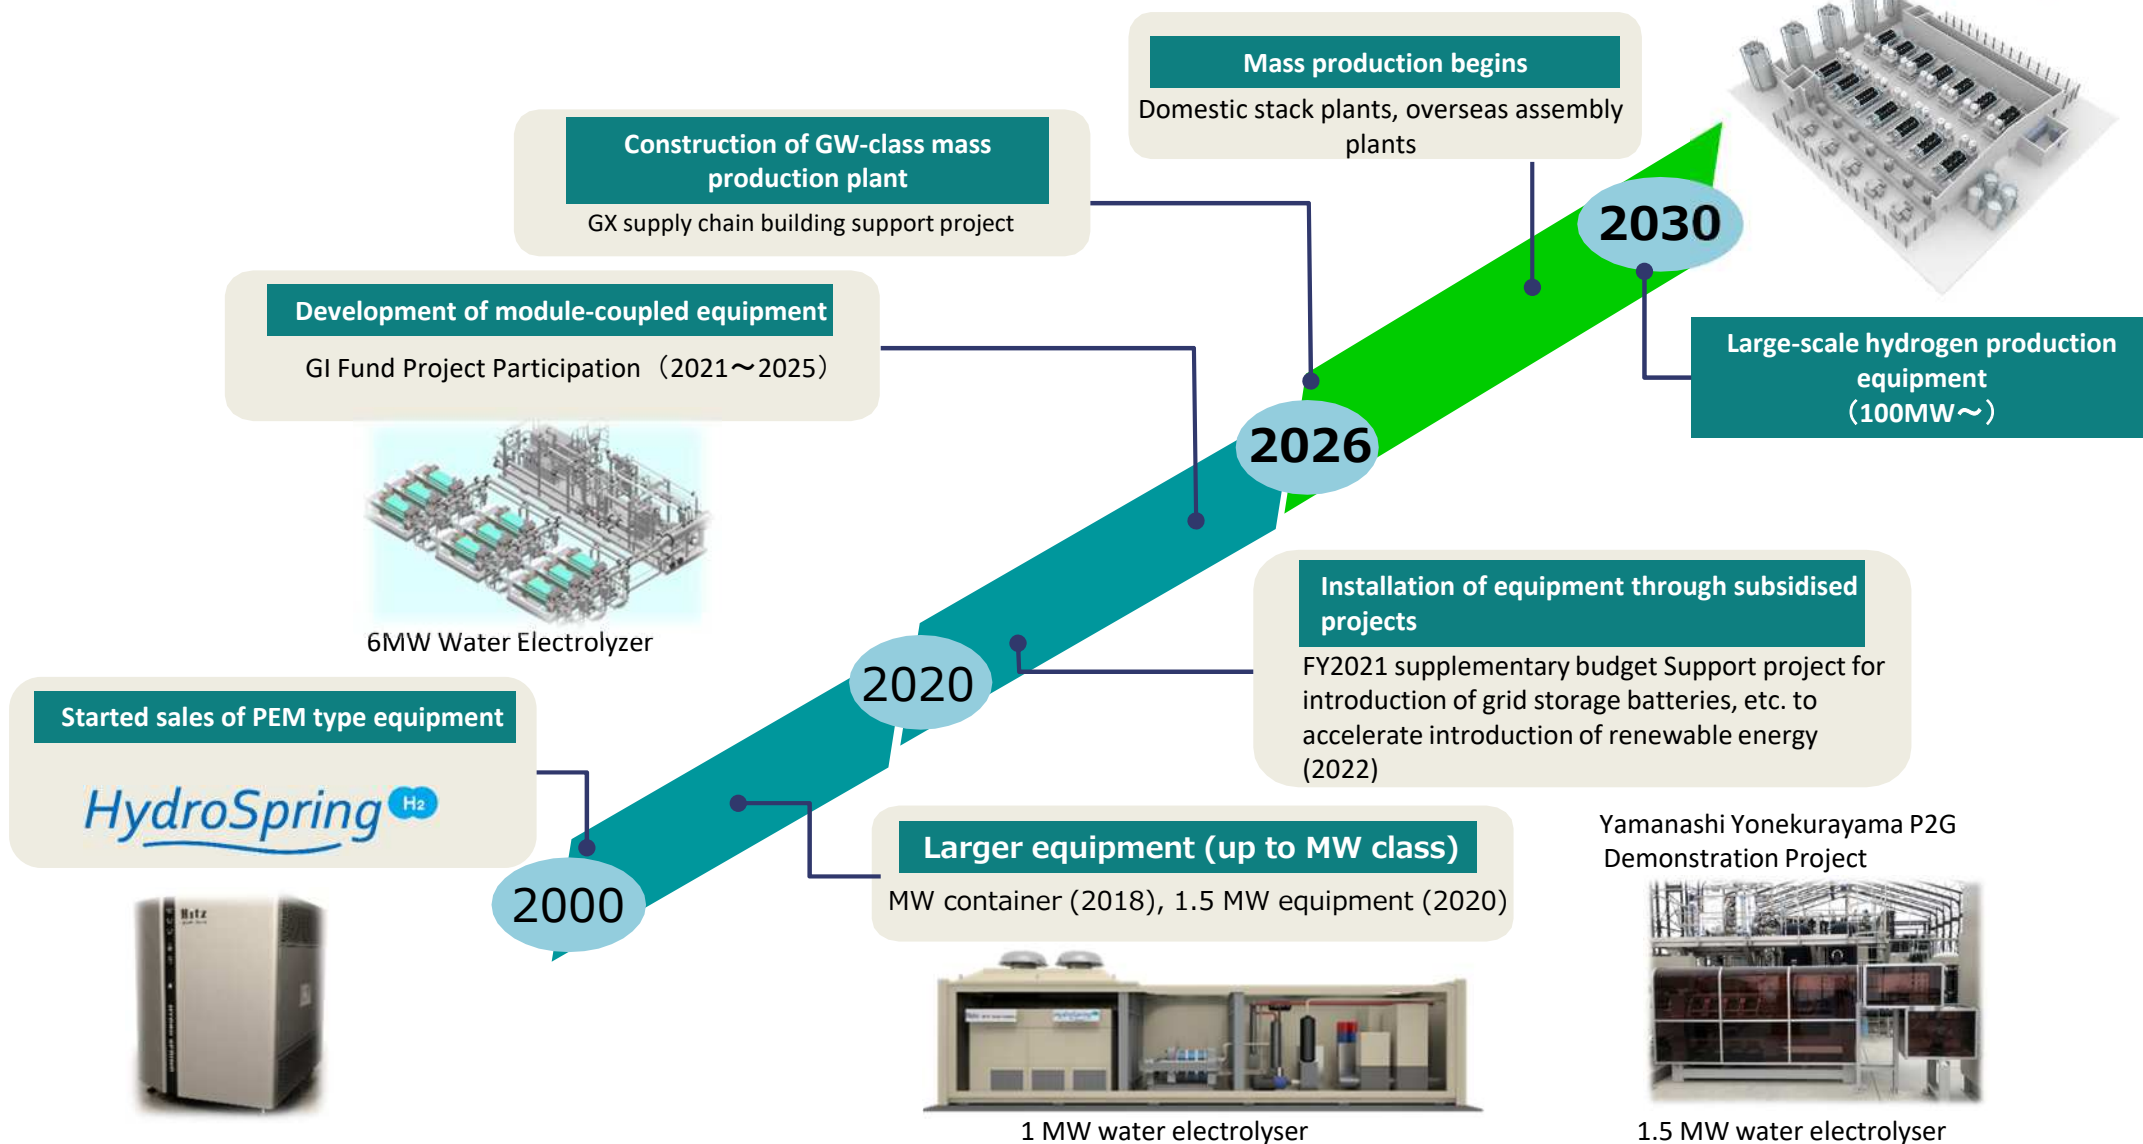 Mass production begins
Domestic stack plants, overseas assembly
plants
Construction of GW-class mass
production plant
GX supply chain building support project
2030
Development of module-coupled equipment
GI Fund Project Participation（2021～2025）
Large-scale hydrogen production
equipment
（100MW～）
2026
6MW Water Electrolyzer
Installation of equipment through subsidised
projects
FY2021 supplementary budget Support project for
introduction of grid storage batteries, etc. to
accelerate introduction of renewable energy
(2022)
2020
Started sales of PEM type equipment
HydroSpring H2
2000
Larger equipment (up to MW class)
MW container (2018), 1.5 MW equipment (2020)
Yamanashi Yonekurayama P2G
Demonstration Project
Hitz
HYDRO SPRING
Hitz
HydroSpring
1 MW water electrolyser
1.5 MW water electrolyser